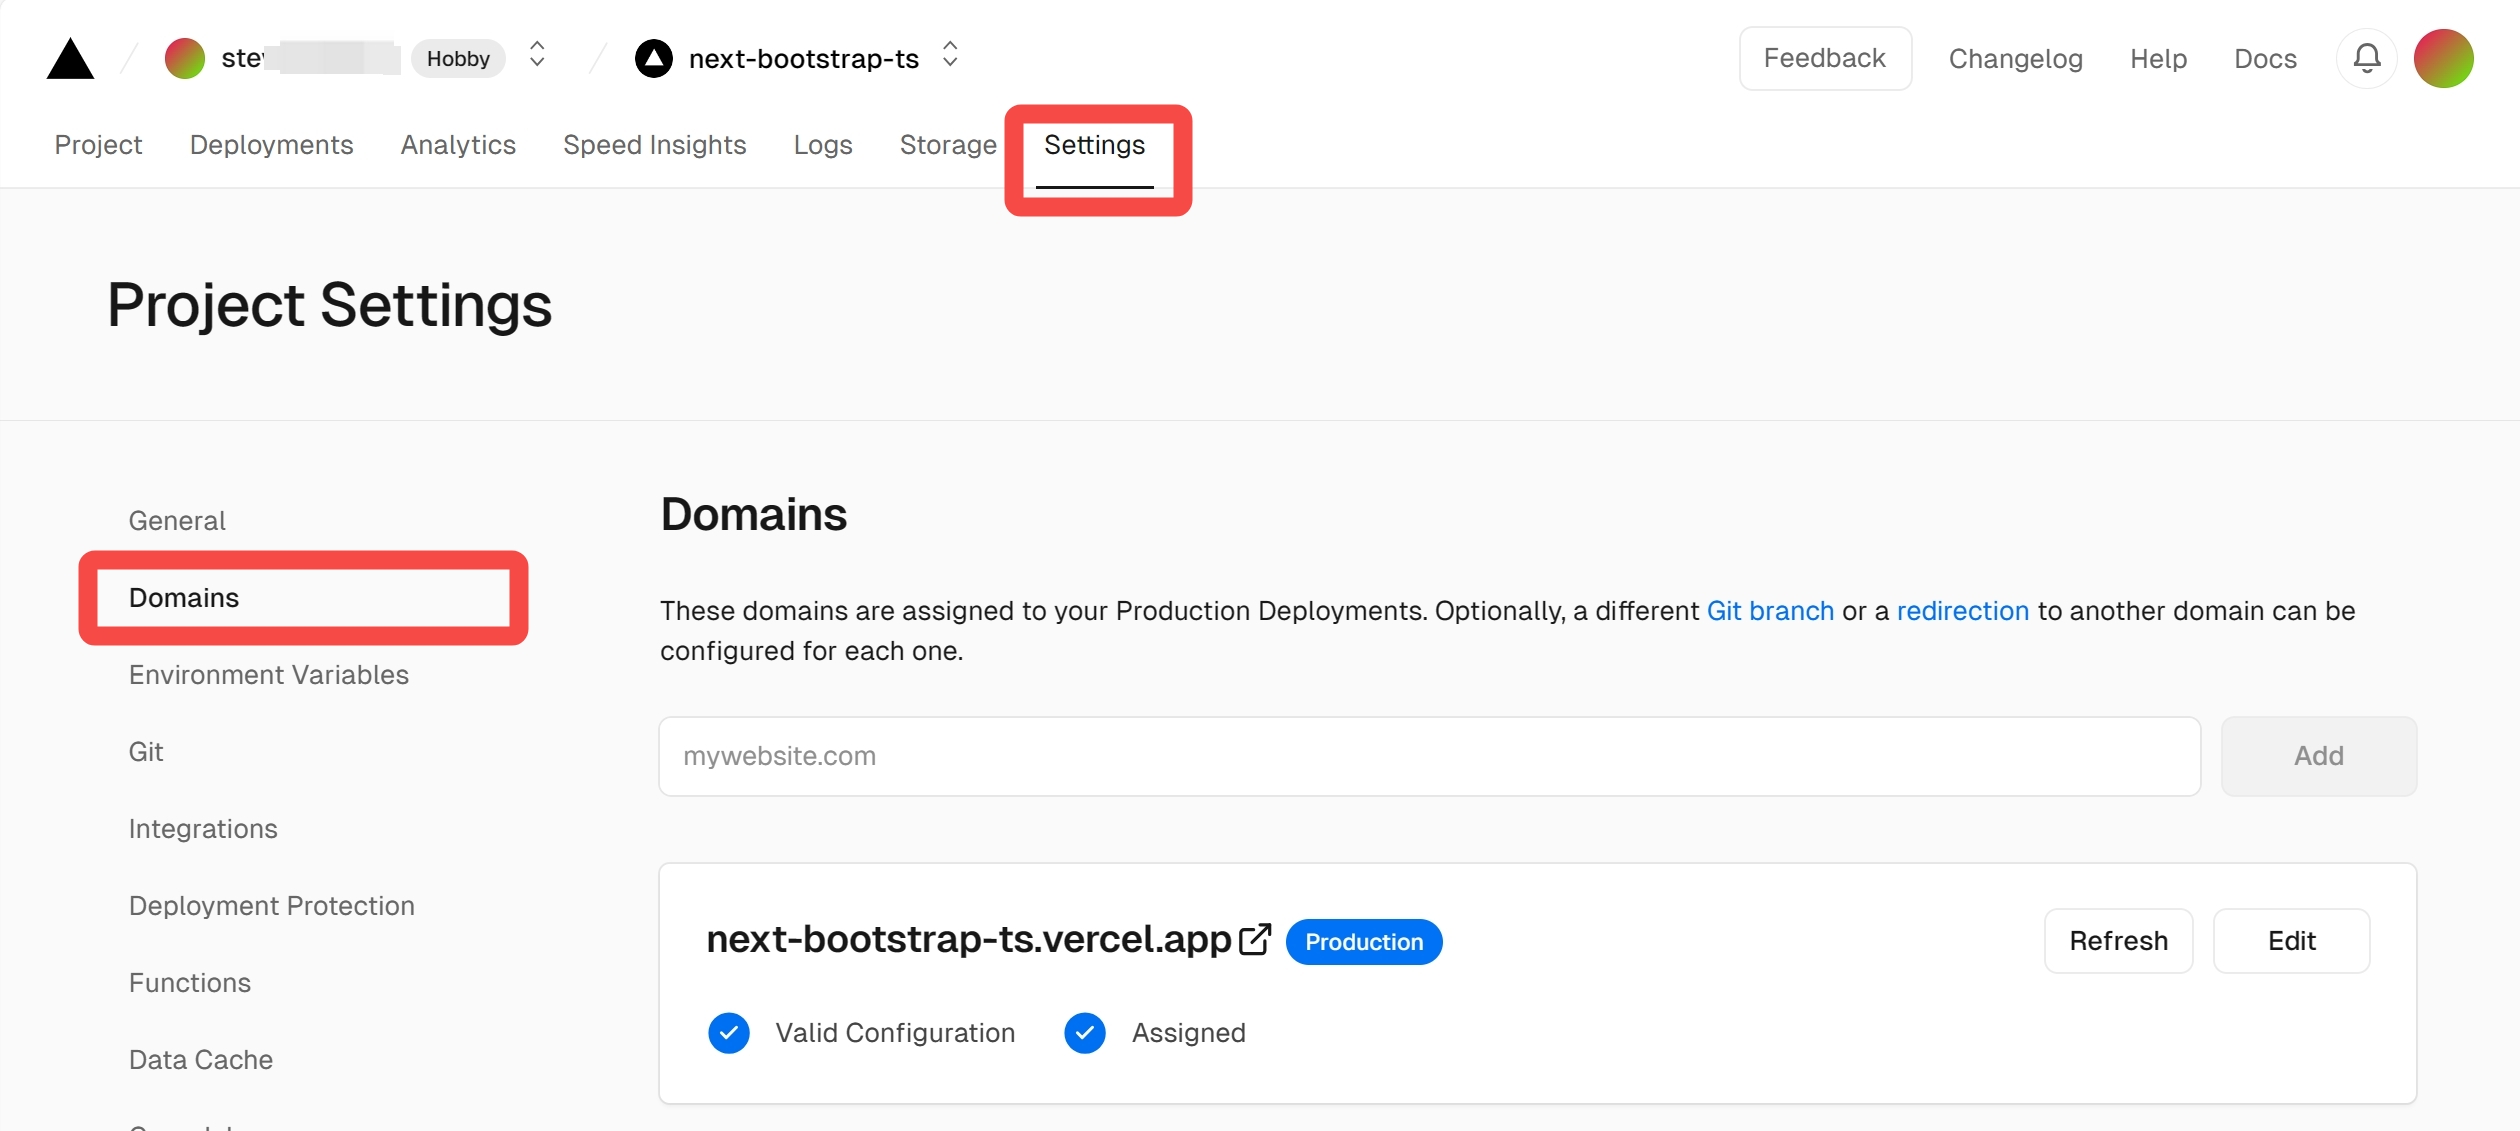 Hobby
next-bootstrap-ts
Feedback
Changelog
Help
Docs
Project
Deployments
Analytics
Speed Insights
Logs
Storage
Settings
Project Settings
General
Domains
Environment Variables
Git
Integrations
Deployment Protection
Functions
Data Cache
Domains
These domains are assigned to your Production Deployments. Optionally, a different Git branch or a redirection to another domain can be
configured for each one.
mywebsite.com
Add
next-bootstrap-ts.vercel.app
Production
Refresh
Edit
Valid Configuration
Assigned